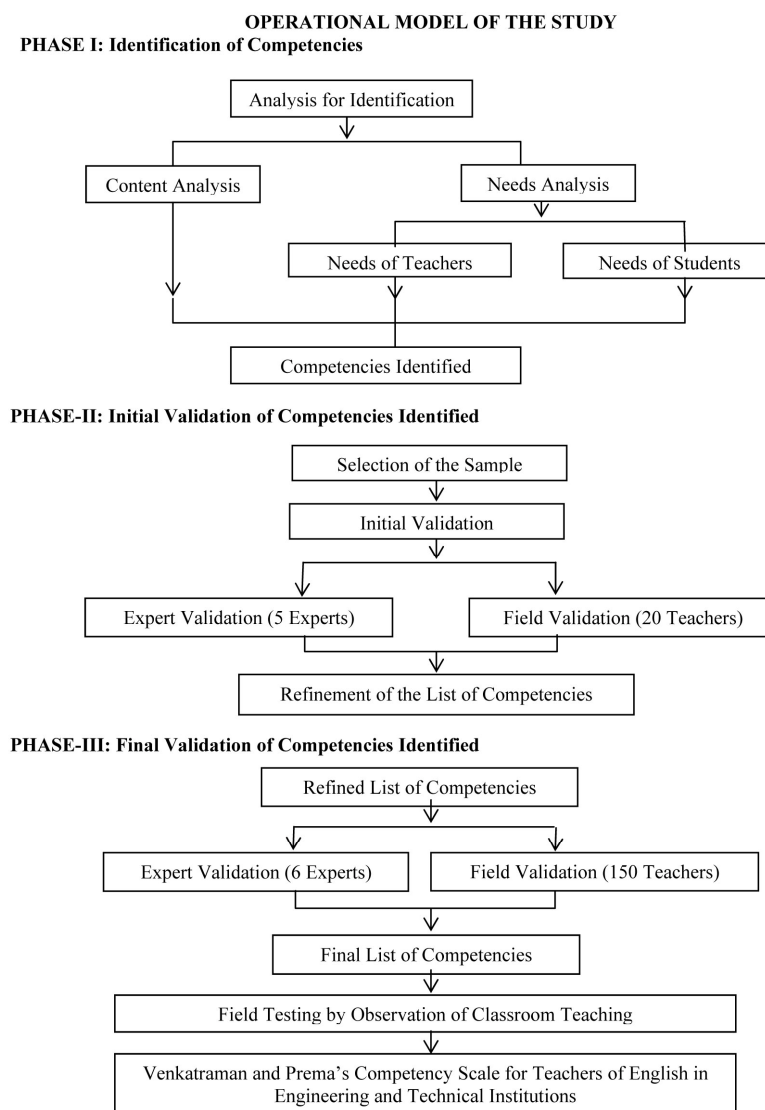 OPERATIONAL MODEL OF THE STUDY
PHASE I: Identification of Competencies
Analysis for Identification
Content Analysis
Needs Analysis
Needs of Teachers
Needs of Students
Competencies Identified
PHASE-II: Initial Validation of Competencies Identified
Selection of the Sample
Initial Validation
Expert Validation (5 Experts)
Field Validation (20 Teachers)
Refinement of the List of Competencies
PHASE-III: Final Validation of Competencies Identified
Refined List of Competencies
Expert Validation (6 Experts)
Field Validation (150 Teachers)
Final List of Competencies
Field Testing by Observation of Classroom Teaching
Venkatraman and Prema’s Competency Scale for Teachers of English in
Engineering and Technical Institutions